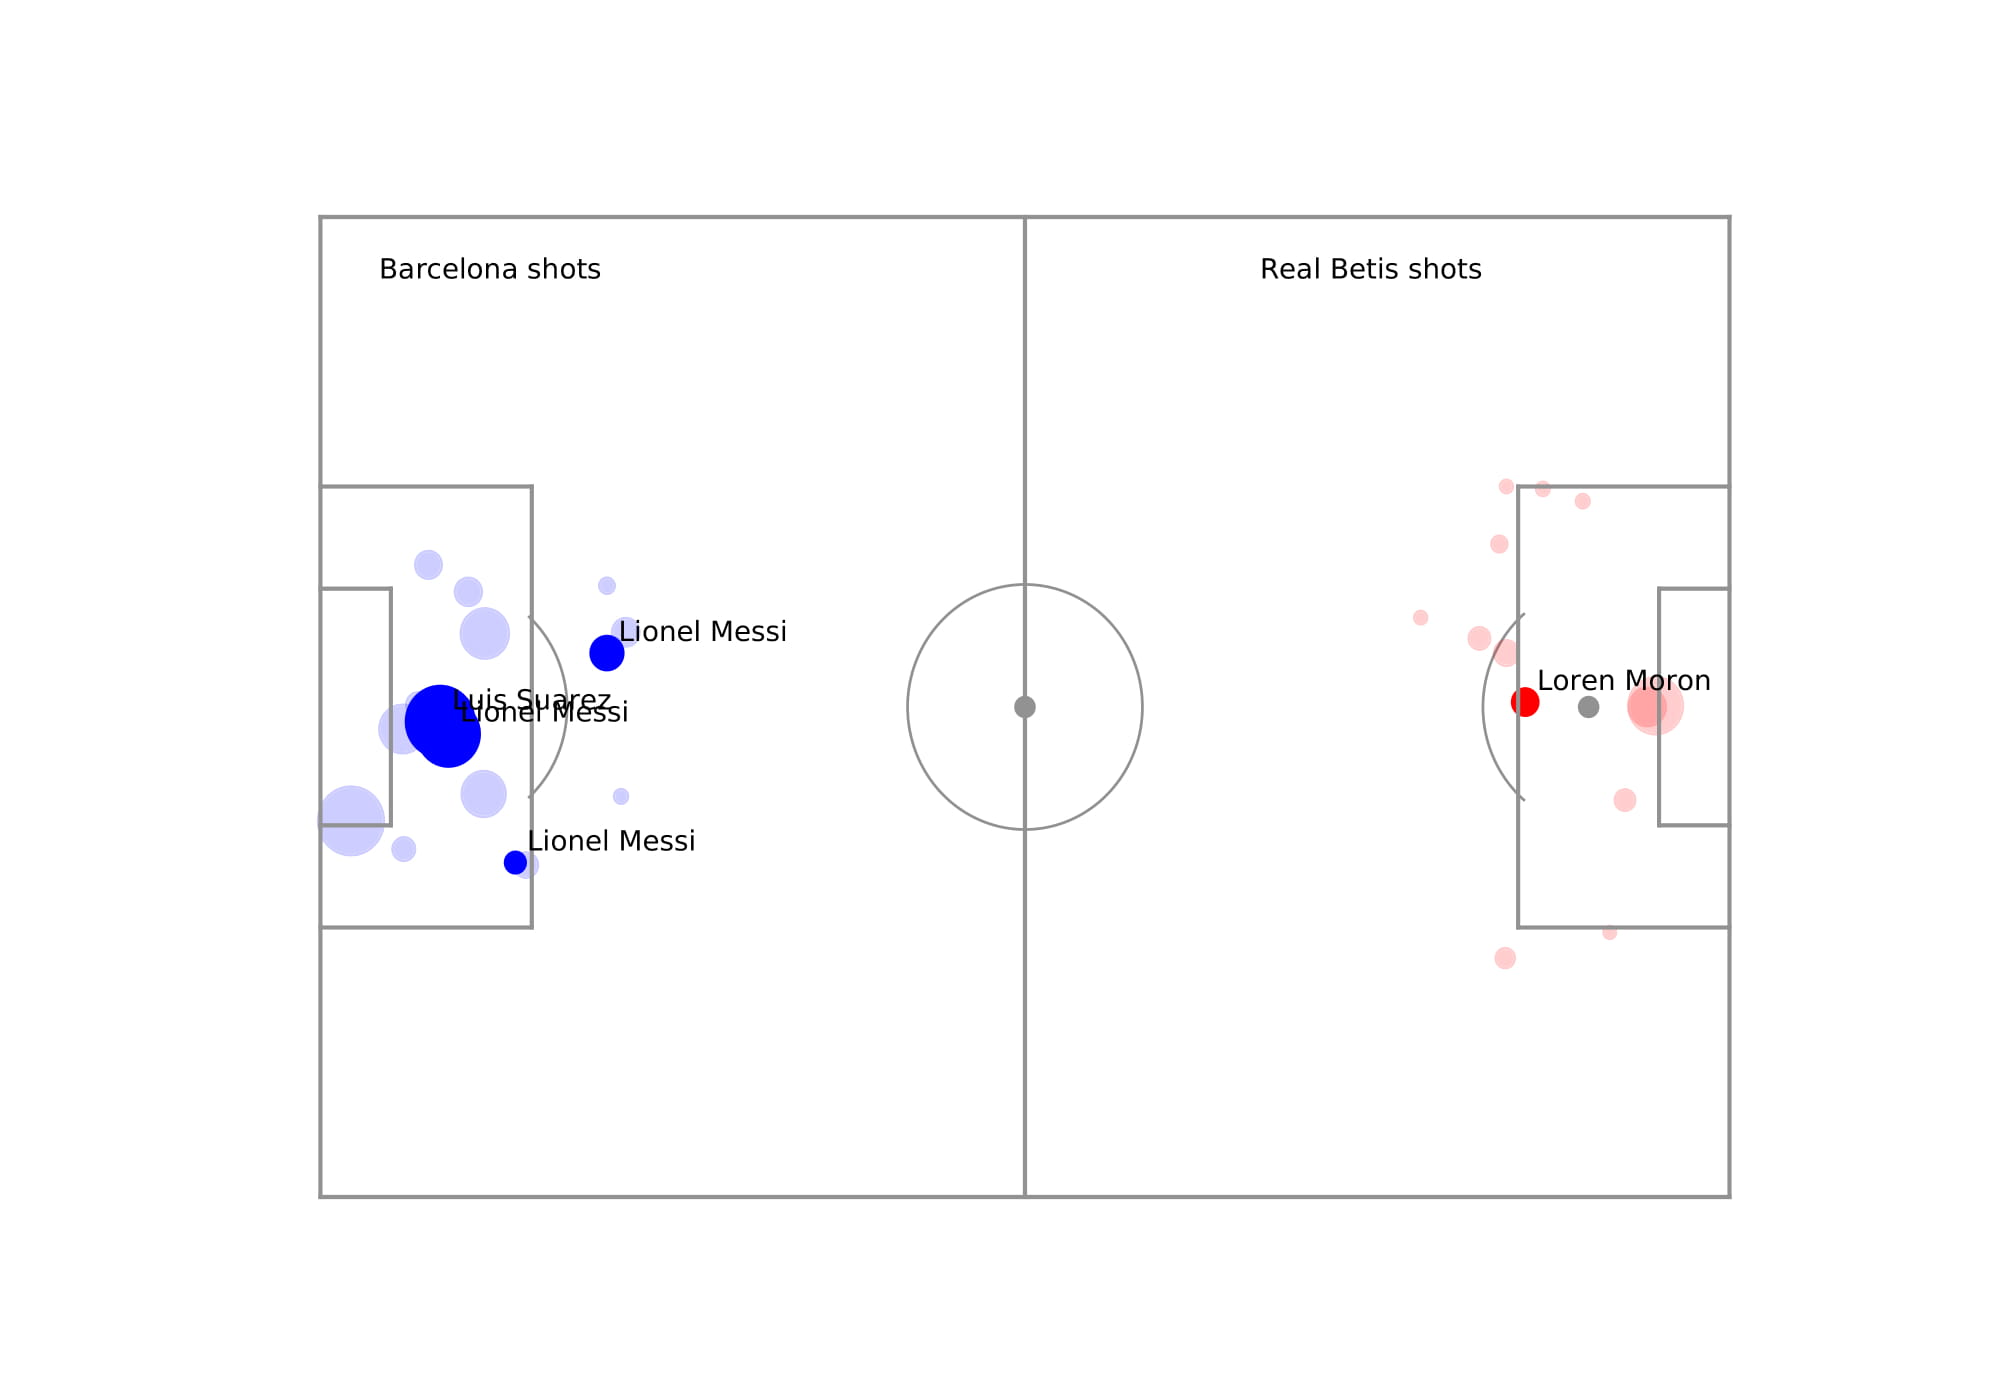 Barcelona shots
Real Betis shots
Lionel Messi
Loren Moron
Luis Suarez
Lionel Messi
Lionel Messi